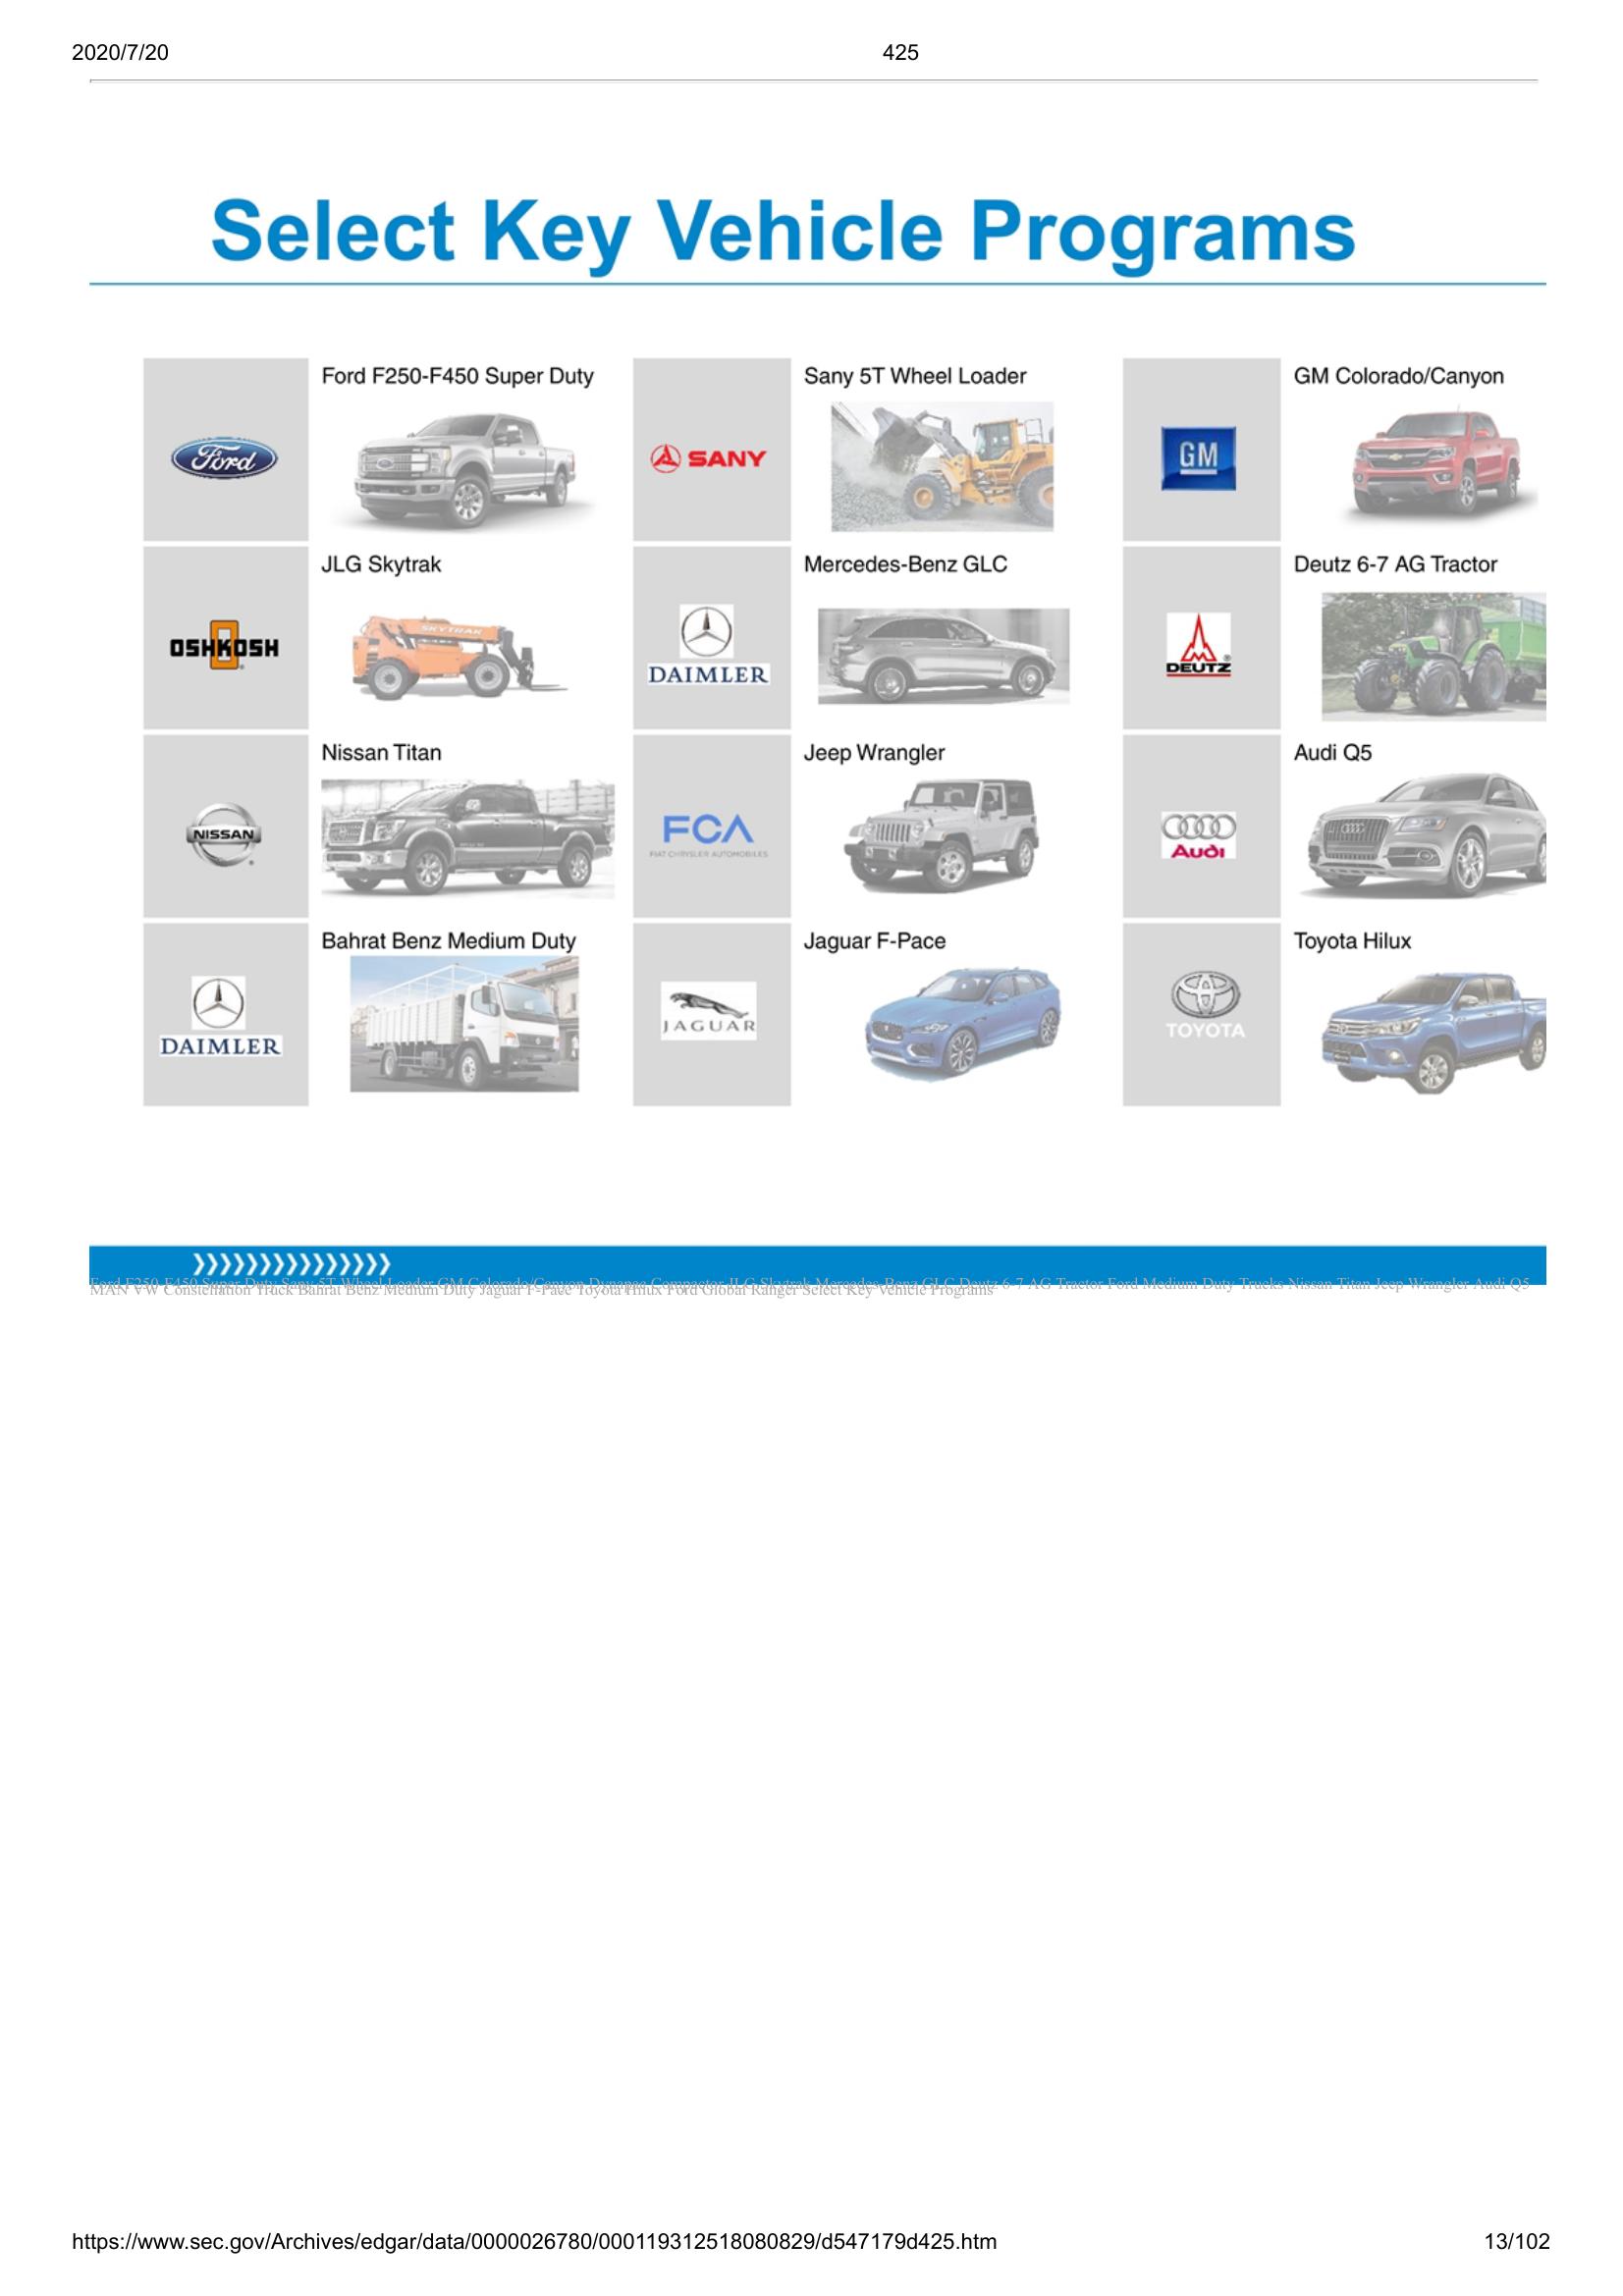 2020/7/20 425
Select Key Vehicle Programs
Ford F250-F450 Super Duty Sany 5T Wheel Loader GM Colorado/Canyon
Ford SANY GM
JLG Skytrak Mercedes-Benz GLC Deutz 6-7 AG Tractor
SKYTRAK
OSHKOSH DAIMLER DEUTZ
Nissan Titan Jeep Wrangler Audi Q5
NISSAN FCA Audi
FIAT CHRYSLER AUTOMOBILES
Bahrat Benz Medium Duty Jaguar F-Pace Toyota Hilux
DAIMLER JAGUAR TOYOTA
Ford F250-F450 Super Duty Sany 5T Wheel Loader GM Colorado/Canyon Dynapac Compactor JLG Skytrak Mercedes-Benz GLC Deutz 6-7 AG Tractor Ford Medium Duty Trucks Nissan Titan Jeep Wrangler Audi Q5
MAN VW Constellation Truck Bahrat Benz Medium Duty Jaguar F-Pace Toyota Hilux Ford Global Ranger Select Key Vehicle Programs
https://www.sec.gov/Archives/edgar/data/0000026780/000119312518080829/d547179d425.htm 13/102